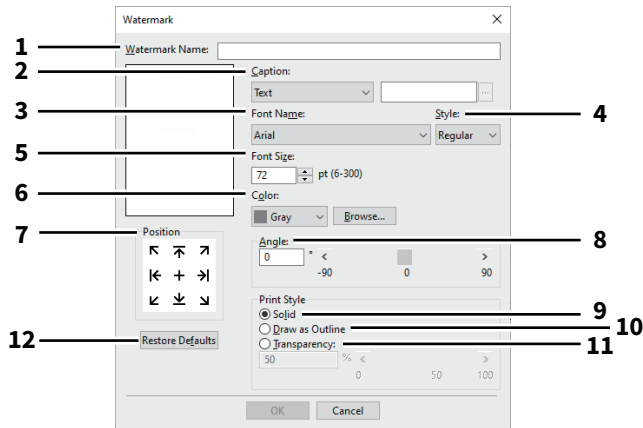 Watermark
1 Watermark Name:
2 Caption:
Text ...
3 Font Name: Style: 4
Arial Regular
5 Font Size:
72 pt (6-300)
6 Color:
Gray Browse...
7 Position
Angle: 8
0 °
-90 0 90
Print Style
Solid 9
Draw as Outline 10
12 Restore Defaults Transparency: 11
50 %
0 50 100
OK Cancel